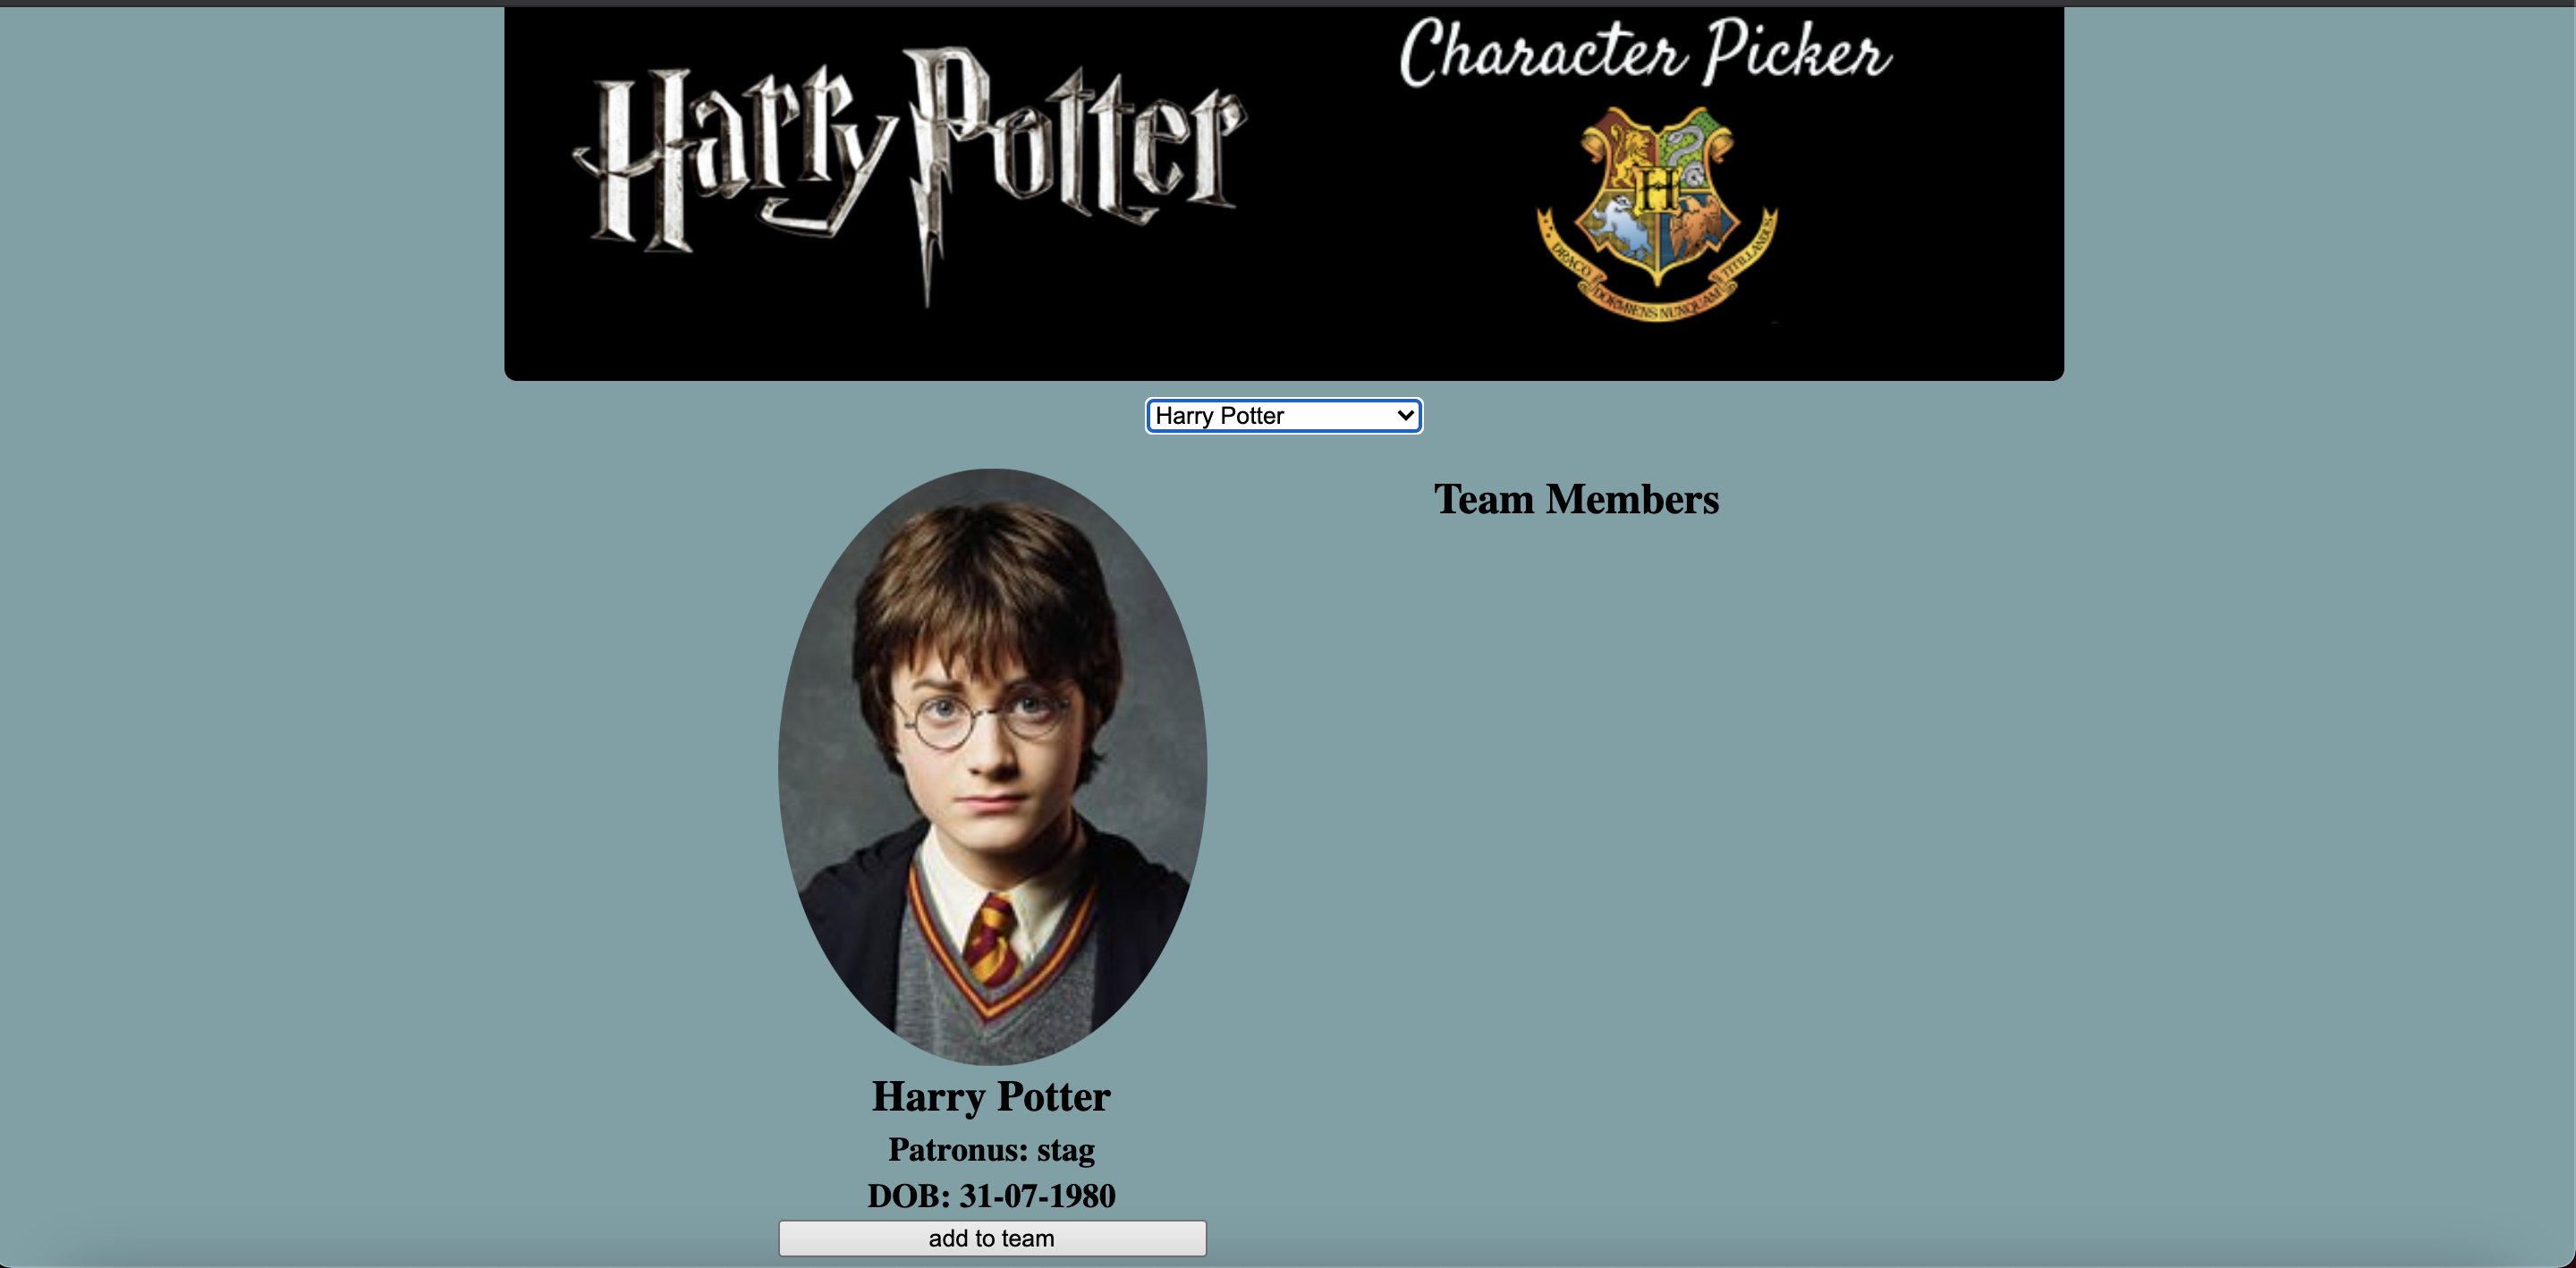 Harry Potter
Character Picker
H
DRACO DORMIENS NUNQUAM TITILLANDUS
Harry Potter
Team Members
Harry Potter
Patronus: stag
DOB: 31-07-1980
add to team